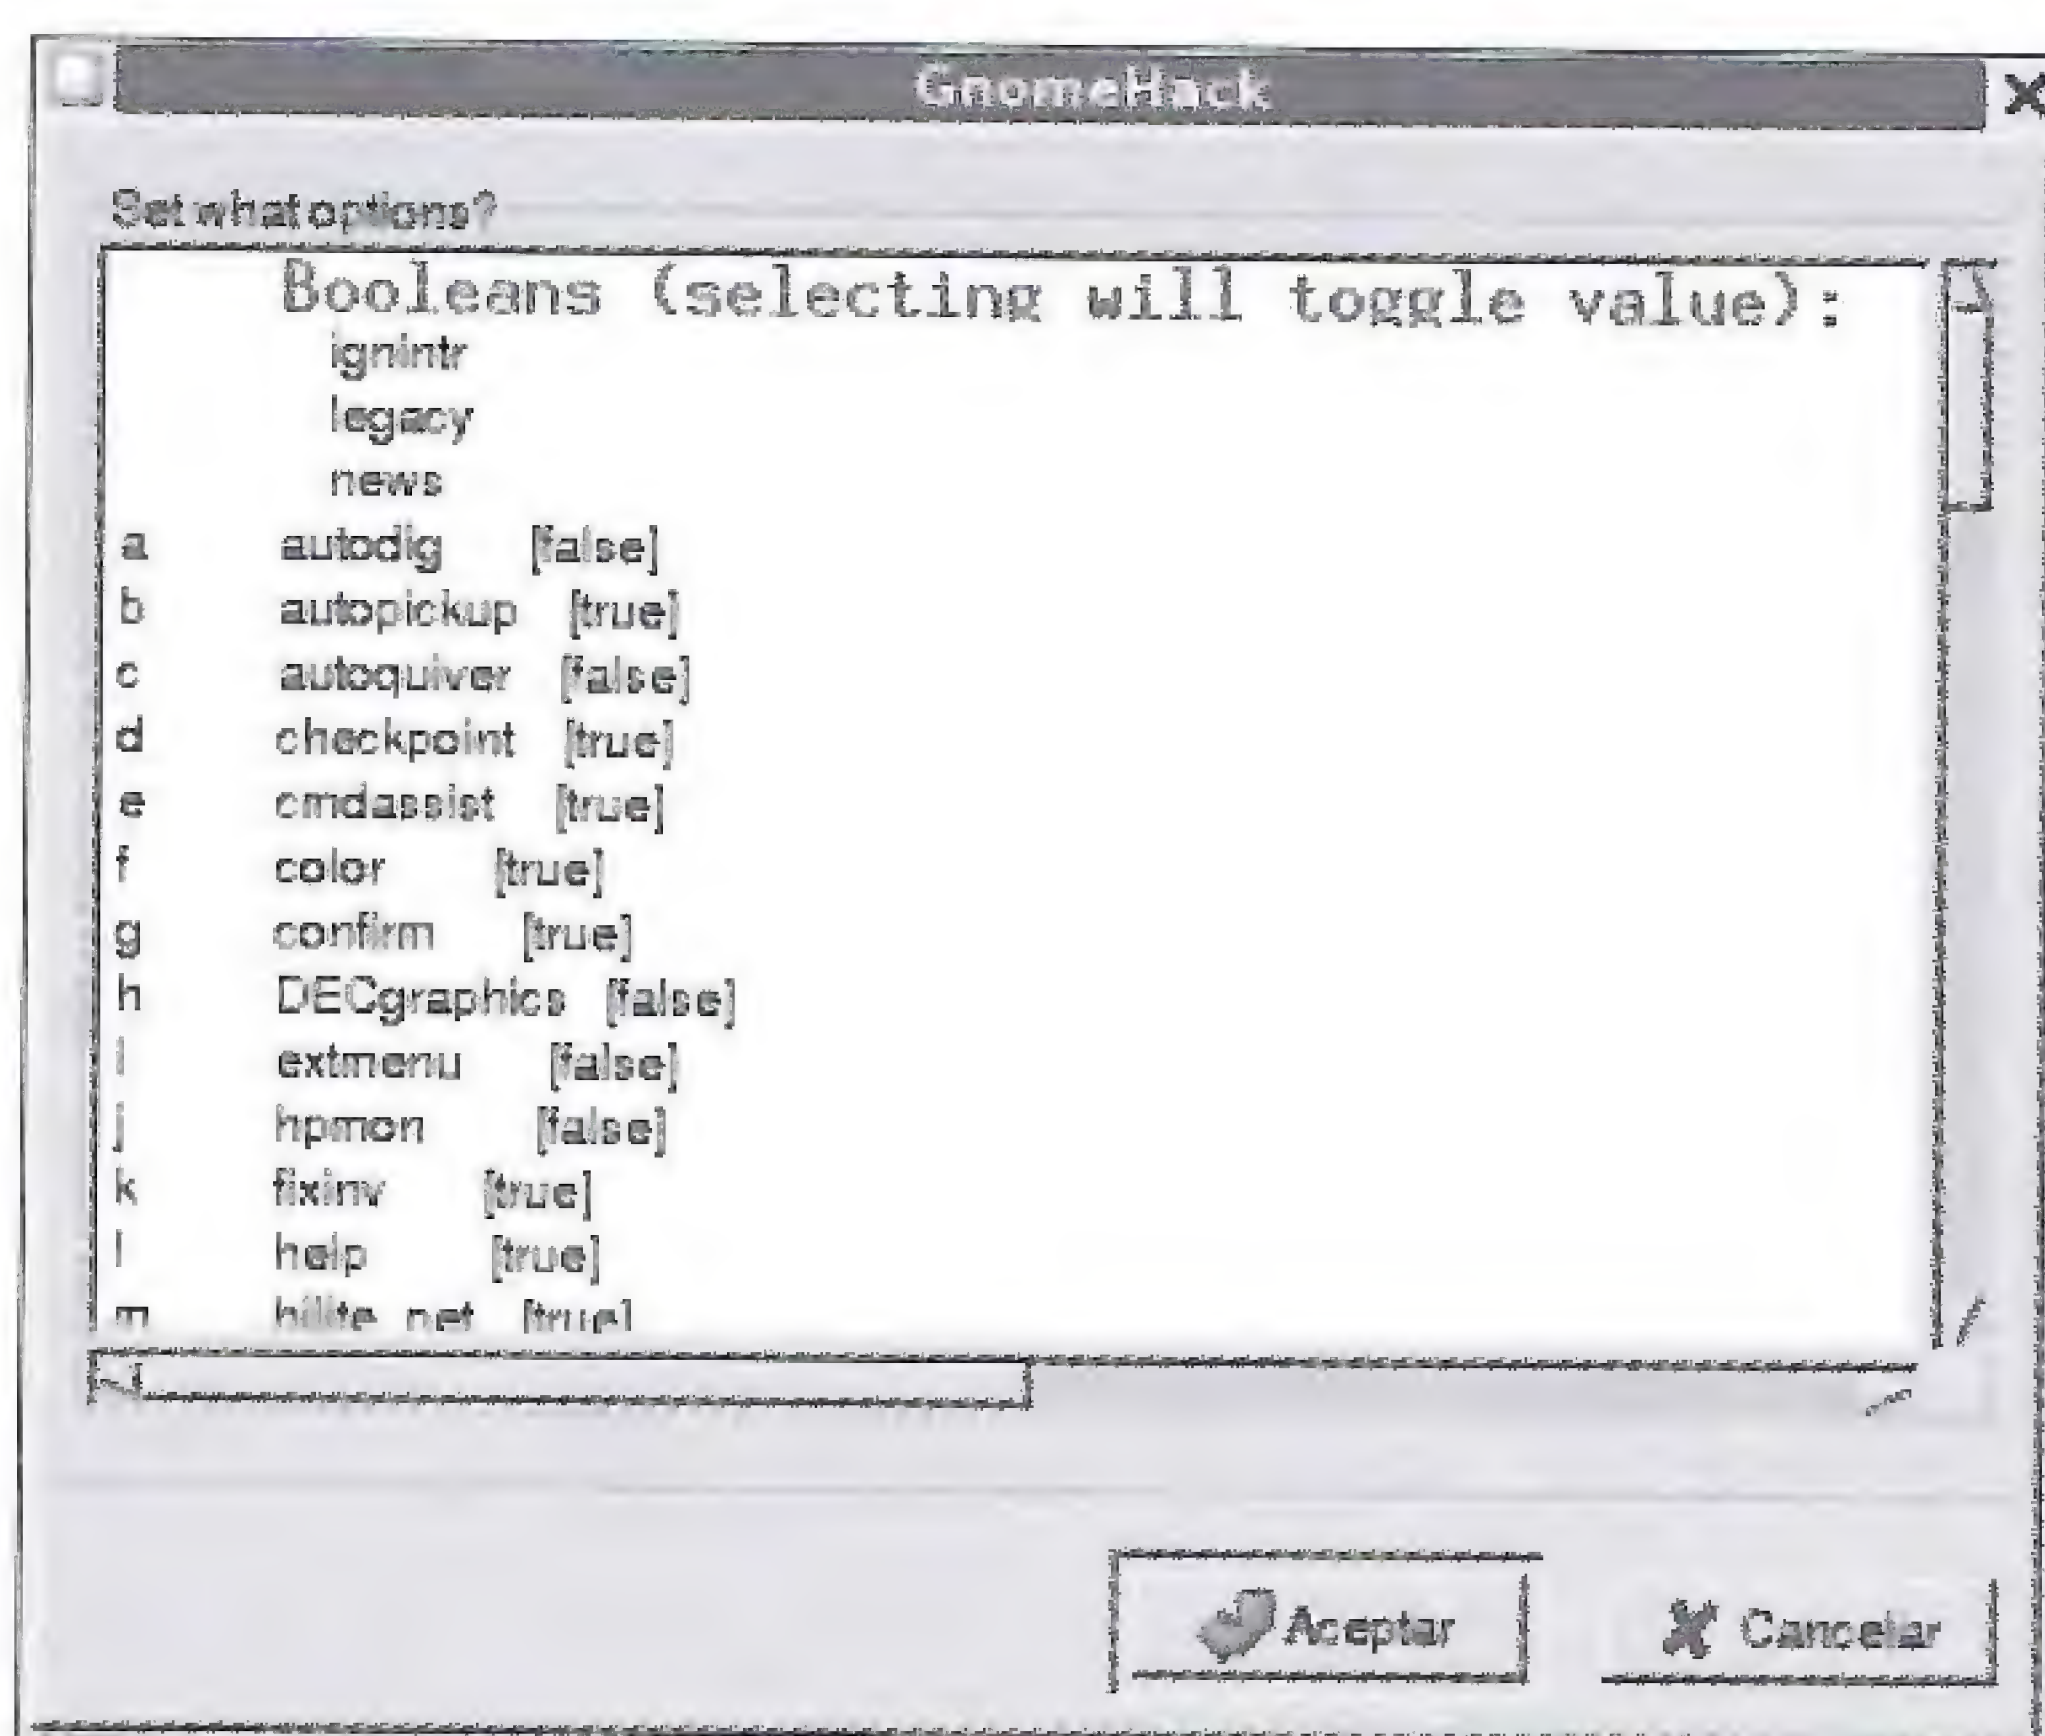 GnomeHack
Set what options?
Booleans (selecting will toggle value):
ignintr
legacy
news
a autodig [false]
b autopickup [true]
c autoquiver [false]
d checkpoint [true]
e cmdassist [true]
f color [true]
g confirm [true]
h DECgraphics [false]
i extmenu [false]
j hpmon [false]
k fixinv [true]
l help [true]
m hilite_pet [true]
Aceptar
Cancelar